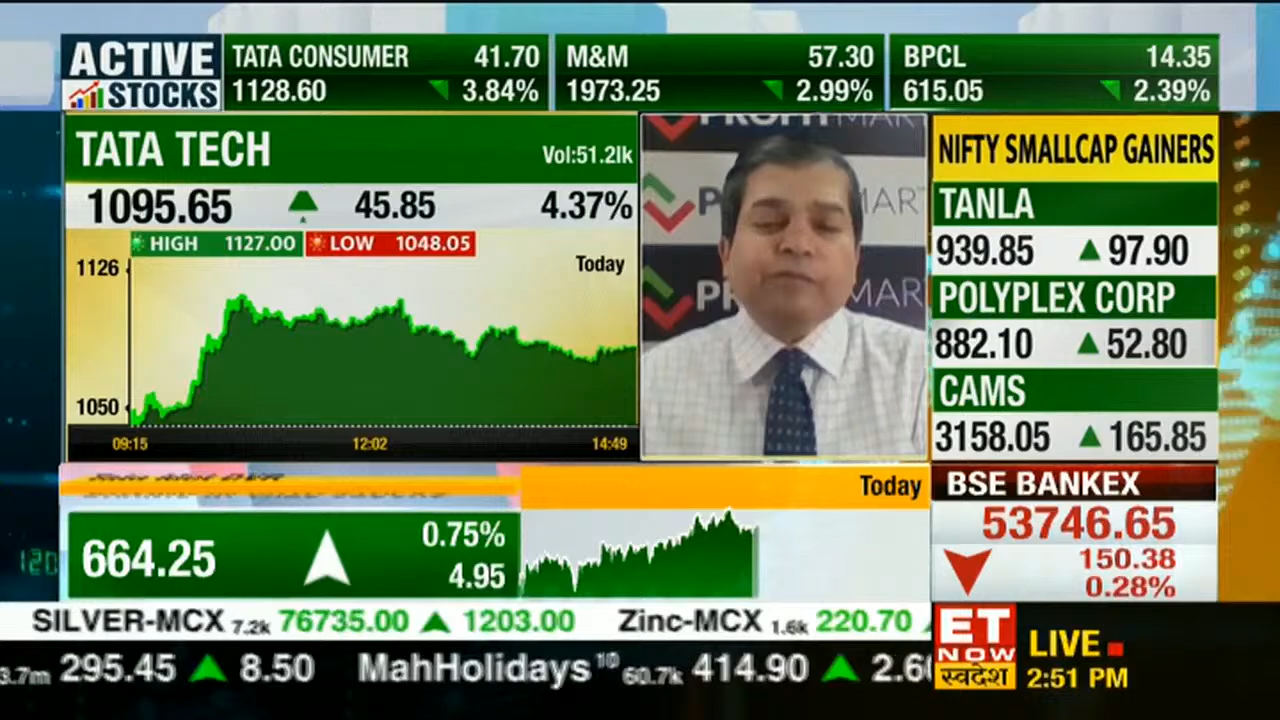 ACTIVE
STOCKS
TATA CONSUMER 41.70
1128.60 3.84%
M&M 57.30
1973.25 2.99%
BPCL 14.35
615.05 2.39%
TATA TECH Vol:51.2lk
1095.65 45.85 4.37%
HIGH 1127.00 LOW 1048.05
1126
Today
1050
09:15 12:02 14:49
NIFTY SMALLCAP GAINERS
TANLA
939.85 97.90
POLYPLEX CORP
882.10 52.80
CAMS
3158.05 165.85
Today
664.25 0.75%
4.95
BSE BANKEX
53746.65
150.38
0.28%
SILVER-MCX 7.2k 76735.00 1203.00 Zinc-MCX 1.6k 220.70
3.7m 295.45 8.50 MahHolidays 10 60.7k 414.90 2.60
ET
NOW
स्वदेश
LIVE
2:51 PM